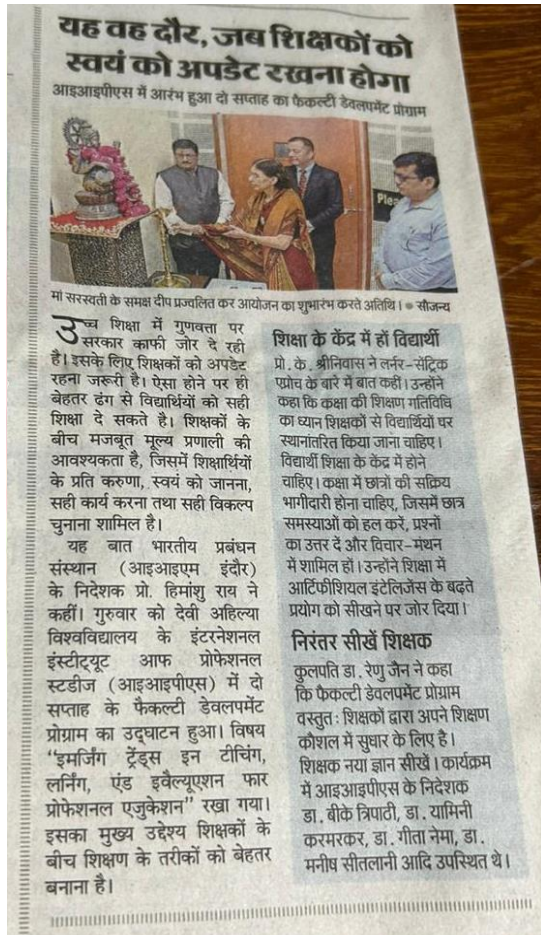 यह वह दौर, जब शिक्षकों को
स्वयं को अपडेट रखना होगा
आइआइपीएस में आरंभ हुआ दो सप्ताह का फैकल्टी डेवलपमेंट प्रोग्राम
Plea
मां सरस्वती के समक्ष दीप प्रज्वलित कर आयोजन का शुभारंभ करते अतिथि। ● सौजन्य
उच्च शिक्षा में गुणवत्ता पर
सरकार काफी जोर दे रही
है। इसके लिए शिक्षकों को अपडेट
रहना जरूरी है। ऐसा होने पर ही
बेहतर ढंग से विद्यार्थियों को सही
शिक्षा दे सकते है। शिक्षकों के
बीच मजबूत मूल्य प्रणाली की
आवश्यकता है, जिसमें शिक्षार्थियों
के प्रति करुणा, स्वयं को जानना,
सही कार्य करना तथा सही विकल्प
चुनाना शामिल है।
यह बात भारतीय प्रबंधन
संस्थान (आइआइएम इंदौर)
के निदेशक प्रो. हिमांशु राय ने
कहीं। गुरुवार को देवी अहिल्या
विश्वविद्यालय के इंटरनेशनल
इंस्टीट्यूट आफ प्रोफेशनल
स्टडीज (आइआइपीएस) में दो
सप्ताह के फैकल्टी डेवलपमेंट
प्रोग्राम का उद्घाटन हुआ। विषय
“इमर्जिंग ट्रेंड्स इन टीचिंग,
लर्निंग, एंड इवैल्यूएशन फार
प्रोफेशनल एजुकेशन” रखा गया।
इसका मुख्य उद्देश्य शिक्षकों के
बीच शिक्षण के तरीकों को बेहतर
बनाना है।
शिक्षा के केंद्र में हों विद्यार्थी
प्रो. के. श्रीनिवास ने लर्नर-सेंट्रिक
एप्रोच के बारे में बात कहीं। उन्होंने
कहा कि कक्षा की शिक्षण गतिविधि
का ध्यान शिक्षकों से विद्यार्थियों पर
स्थानांतरित किया जाना चाहिए।
विद्यार्थी शिक्षा के केंद्र में होने
चाहिए। कक्षा में छात्रों की सक्रिय
भागीदारी होना चाहिए, जिसमें छात्र
समस्याओं को हल करें, प्रश्नों
का उत्तर दें और विचार-मंथन
में शामिल हों। उन्होंने शिक्षा में
आर्टिफीशियल इंटेलिजेंस के बढ़ते
प्रयोग को सीखने पर जोर दिया।
निरंतर सीखें शिक्षक
कुलपति डा. रेणु जैन ने कहा
कि फैकल्टी डेवलपमेंट प्रोग्राम
वस्तुत: शिक्षकों द्वारा अपने शिक्षण
कौशल में सुधार के लिए है।
शिक्षक नया ज्ञान सीखें। कार्यक्रम
में आइआइपीएस के निदेशक
डा. बीके त्रिपाठी, डा. यामिनी
करमरकर, डा. गीता नेमा, डा.
मनीष सीतलानी आदि उपस्थित थे।